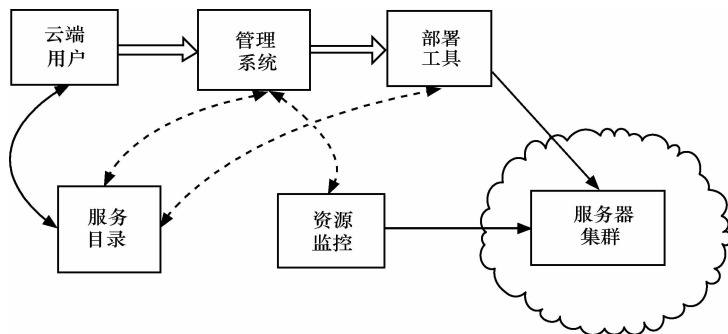 云端
用户
管理
系统
部署
工具
服务
目录
资源
监控
服务器
集群